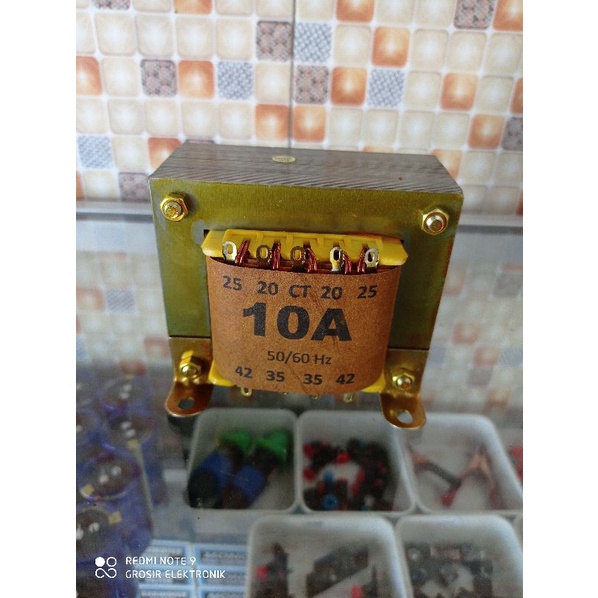 25 20 CT 20 25
10A
50/60 Hz
42 35 35 42
REDMI NOTE 9
GROSIR ELEKTRONIK